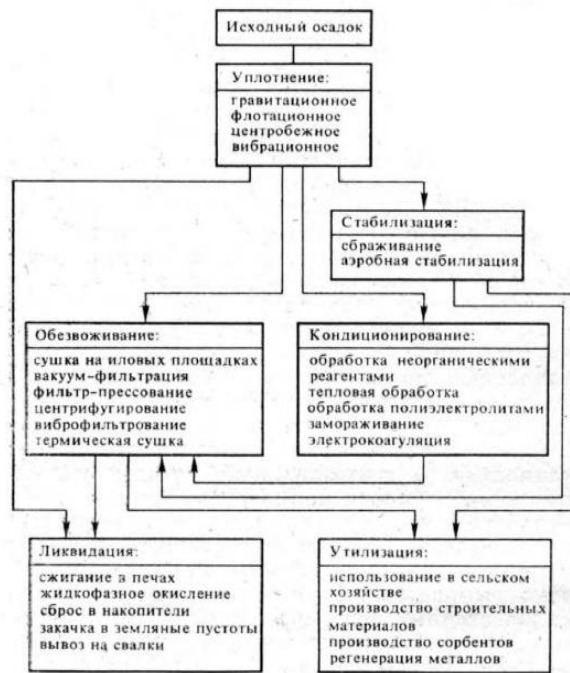 Исходный осадок
Уплотнение:
гравитационное
флотационное
центробежное
вибрационное
Стабилизация:
сбраживание
аэробная стабилизация
Обезвоживание:
сушка на иловых площадках
вакуум-фильтрация
фильтр-прессование
центрифугирование
виброфильтрование
термическая сушка
Кондиционирование:
обработка неорганическими
реагентами
тепловая обработка
обработка полиэлектролитами
замораживание
электрокоагуляция
Ликвидация:
сжигание в печах
жидкофазное окисление
сброс в накопители
закачка в земляные пустоты
вывоз на свалки
Утилизация:
использование в сельском
хозяйстве
производство строительных
материалов
производство сорбентов
регенерация металлов